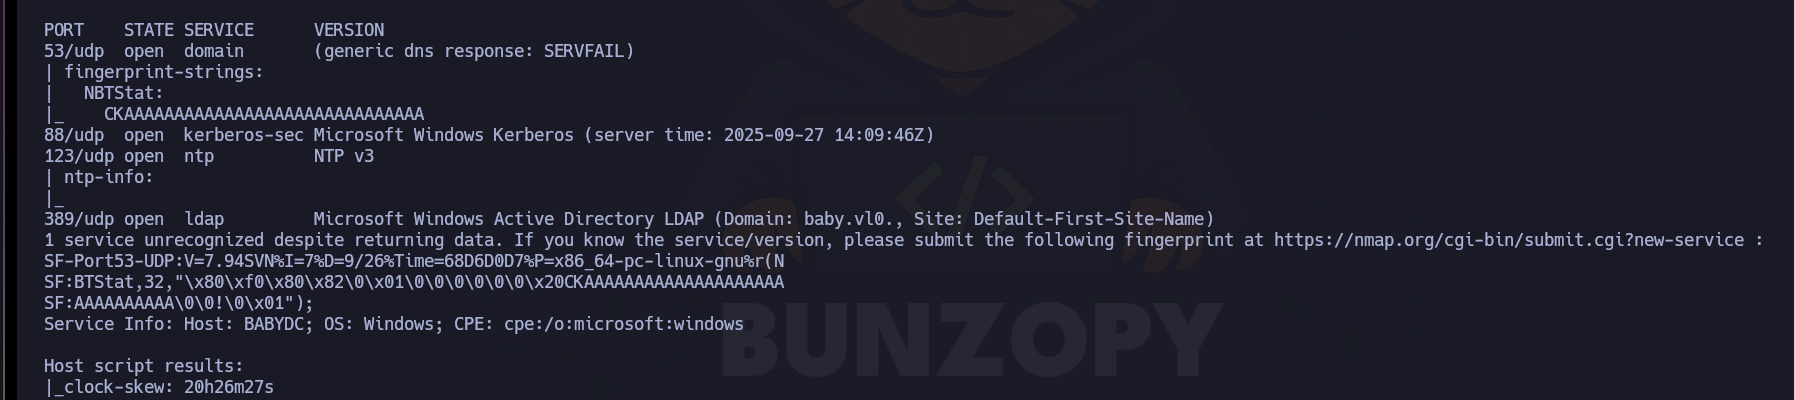 PORT    STATE SERVICE      VERSION
53/udp  open  domain       (generic dns response: SERVFAIL)
| fingerprint-strings:
|   NBTStat:
|_    CKAAAAAAAAAAAAAAAAAAAAAAAAAAAAAA
88/udp  open  kerberos-sec Microsoft Windows Kerberos (server time: 2025-09-27 14:09:46Z)
123/udp open  ntp          NTP v3
| ntp-info:
|_
389/udp open  ldap         Microsoft Windows Active Directory LDAP (Domain: baby.vl0., Site: Default-First-Site-Name)
1 service unrecognized despite returning data. If you know the service/version, please submit the following fingerprint at https://nmap.org/cgi-bin/submit.cgi?new-service :
SF-Port53-UDP:V=7.94SVN%I=7%D=9/26%Time=68D6D0D7%P=x86_64-pc-linux-gnu%r(N
SF:BTStat,32,"\x80\xf0\x80\x82\0\x01\0\0\0\0\0\0\x20CKAAAAAAAAAAAAAAAAAAAA
SF:AAAAAAAAAA\0\0!\0\x01");
Service Info: Host: BABYDC; OS: Windows; CPE: cpe:/o:microsoft:windows
BUNZOPY
Host script results:
|_clock-skew: 20h26m27s